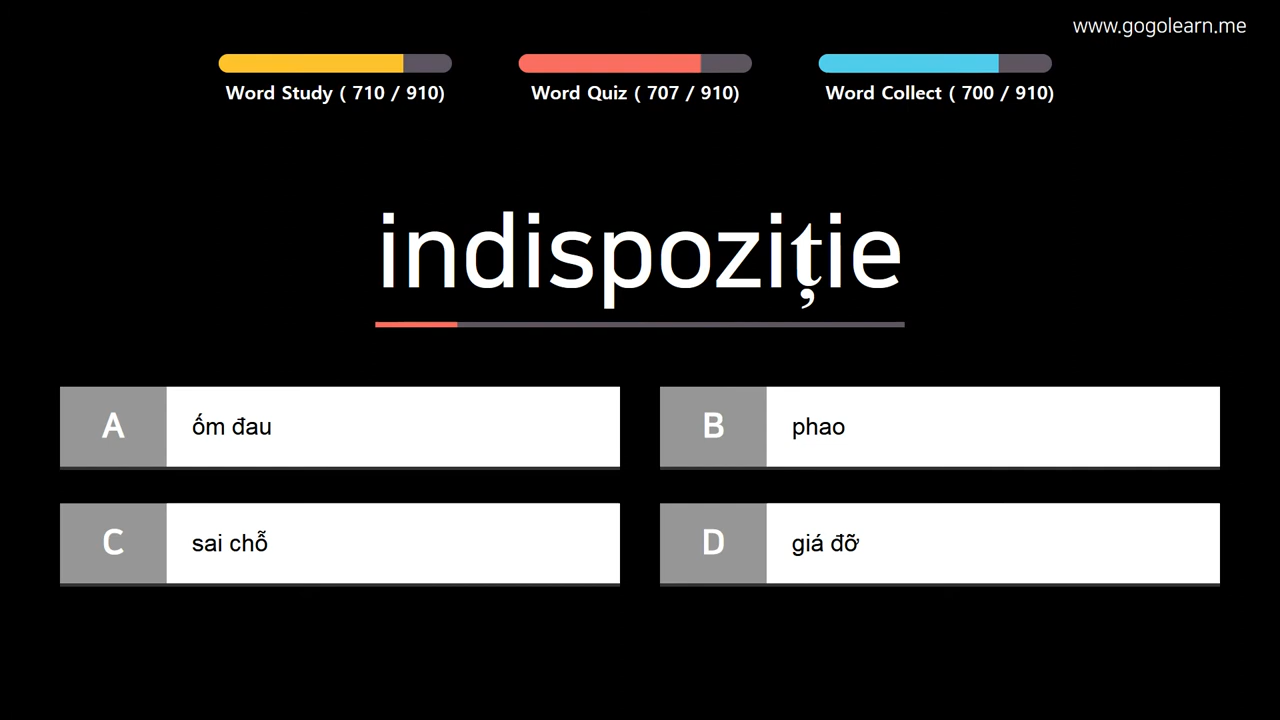 www.gogolearn.me
Word Study ( 710 / 910)
Word Quiz ( 707 / 910)
Word Collect ( 700 / 910)
indispoziție
A ốm đau
B phao
C sai chỗ
D giá đỡ